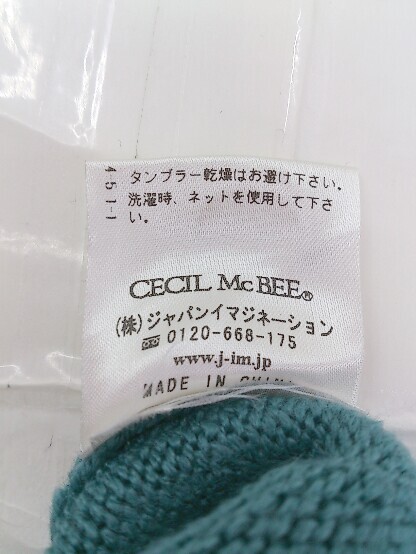 タンブラー乾燥はお避け下さい。
洗濯時、ネットを使用して下さ
い。
CECIL McBEE®
(株)ジャパンイマジネーション
0120-668-175
www.j-im.jp
MADE IN CHINA
4511-1